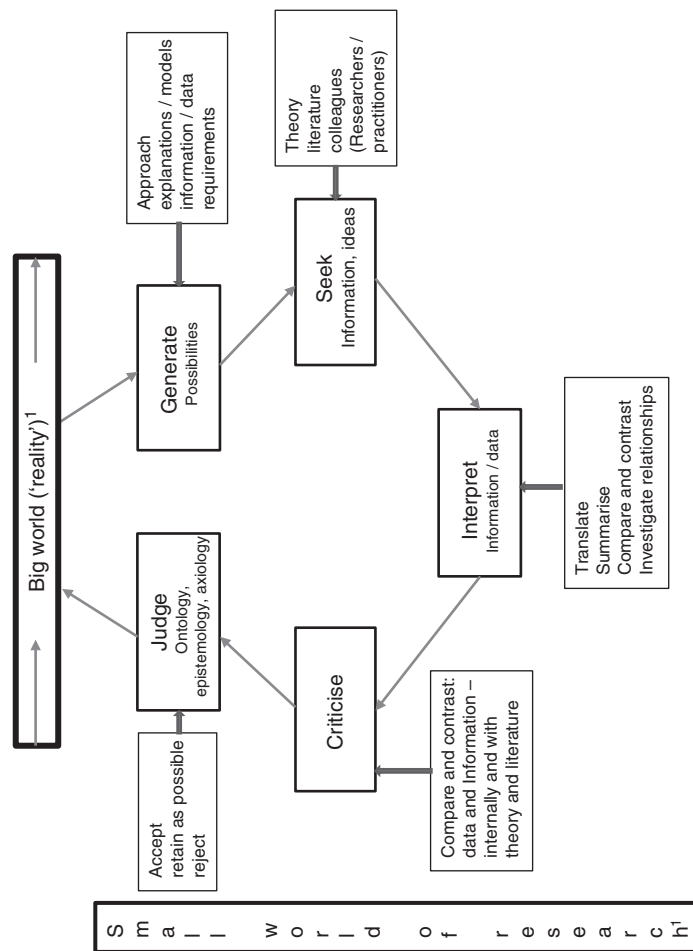 Big world (‘reality’)¹
Generate
Possibilities
Approach
explanations / models
information / data
requirements
Seek
Information, ideas
Theory
literature
colleagues
(Researchers /
practitioners)
Interpret
Information / data
Translate
Summarise
Compare and contrast
Investigate relationships
Criticise
Compare and contrast:
data and Information –
internally and with
theory and literature
Judge
Ontology,
epistemology, axiology
Accept
retain as possible
reject
Small world of research¹